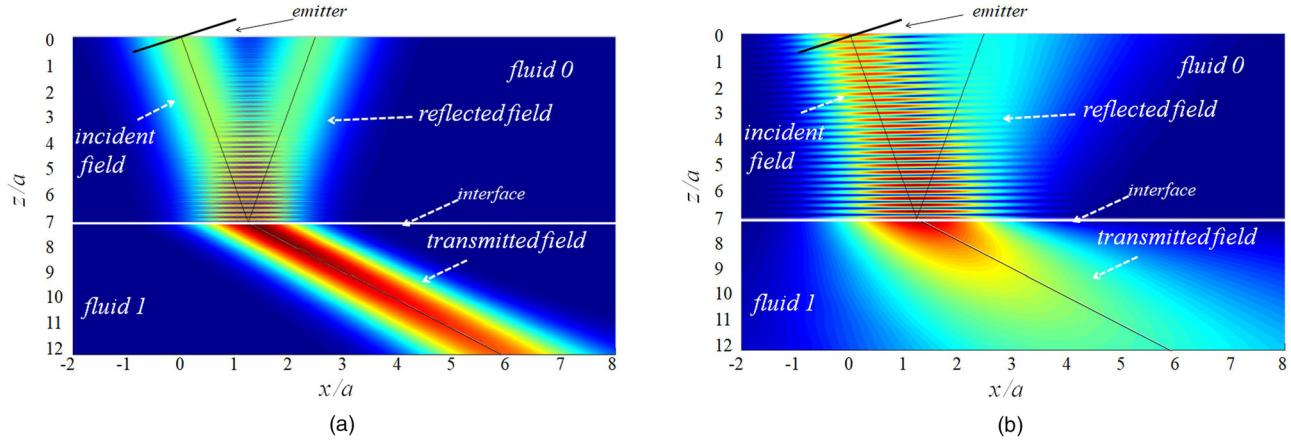 emitter
0
1
2
3
4
5
6
7
8
9
10
11
12
z/a
fluid 0
incident
field
reflected field
interface
transmitted field
fluid 1
-2 -1 0 1 2 3 4 5 6 7 8
x/a
(a)
emitter
0
1
2
3
4
5
6
7
8
9
10
11
12
z/a
fluid 0
incident
field
reflected field
interface
transmitted field
fluid 1
-2 -1 0 1 2 3 4 5 6 7 8
x/a
(b)